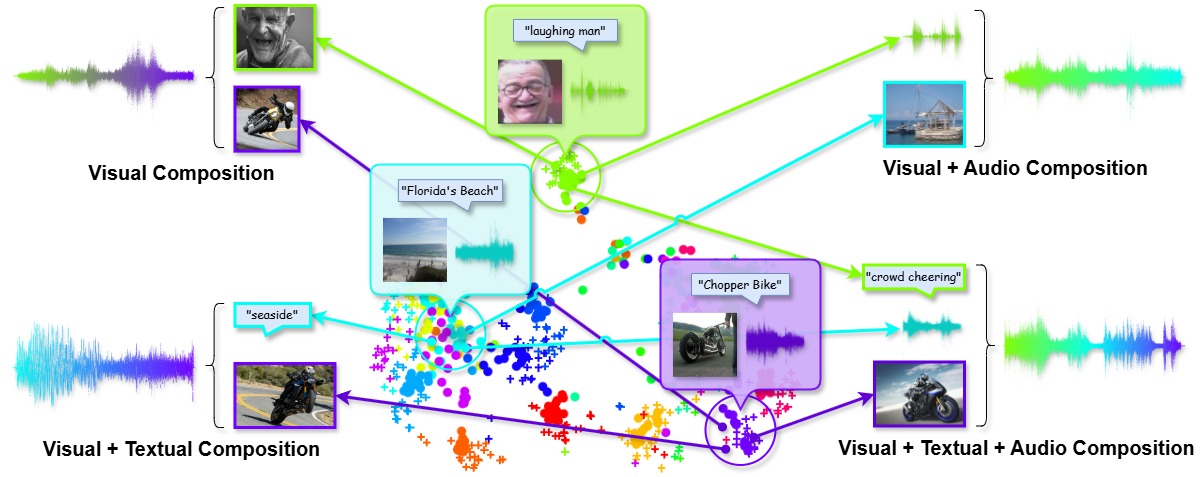 "laughing man"
Visual Composition
Visual + Audio Composition
"Florida's Beach"
"crowd cheering"
"Chopper Bike"
"seaside"
Visual + Textual Composition
Visual + Textual + Audio Composition